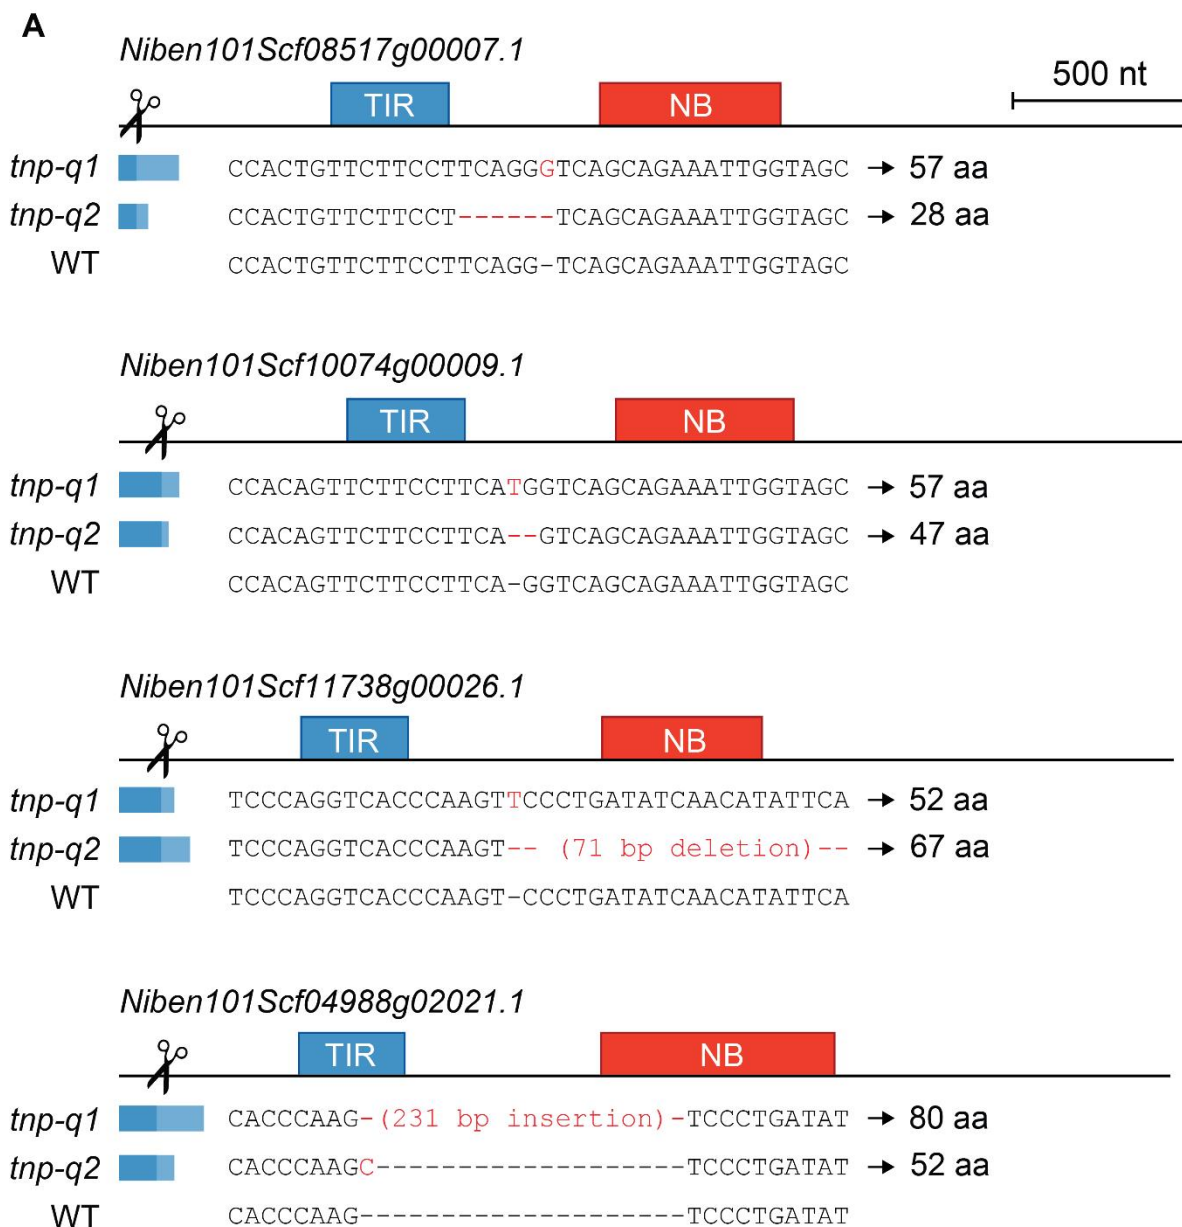 A
Niben101Scf08517g00007.1
500 nt
TIR NB
tnp-q1 CCACTGTTCTTCCTTCAGGGTCAGCAGAAATTGGTAGC → 57 aa
tnp-q2 CCACTGTTCTTCCT------TCAGCAGAAATTGGTAGC → 28 aa
WT CCACTGTTCTTCCTTCAGG-TCAGCAGAAATTGGTAGC
Niben101Scf10074g00009.1
TIR NB
tnp-q1 CCACAGTTCTTCCTTCATGGTCAGCAGAAATTGGTAGC → 57 aa
tnp-q2 CCACAGTTCTTCCTTCA--GTCAGCAGAAATTGGTAGC → 47 aa
WT CCACAGTTCTTCCTTCA-GGTCAGCAGAAATTGGTAGC
Niben101Scf11738g00026.1
TIR NB
tnp-q1 TCCCAGGTCACCCAAGTTCCCTGATATCAACATATTCA → 52 aa
tnp-q2 TCCCAGGTCACCCAAGT-- (71 bp deletion)-- → 67 aa
WT TCCCAGGTCACCCAAGT-CCCTGATATCAACATATTCA
Niben101Scf04988g02021.1
TIR NB
tnp-q1 CACCCAAG-(231 bp insertion)-TCCCTGATAT → 80 aa
tnp-q2 CACCCAAGC-------------------TCCCTGATAT → 52 aa
WT CACCCAAG--------------------TCCCTGATAT